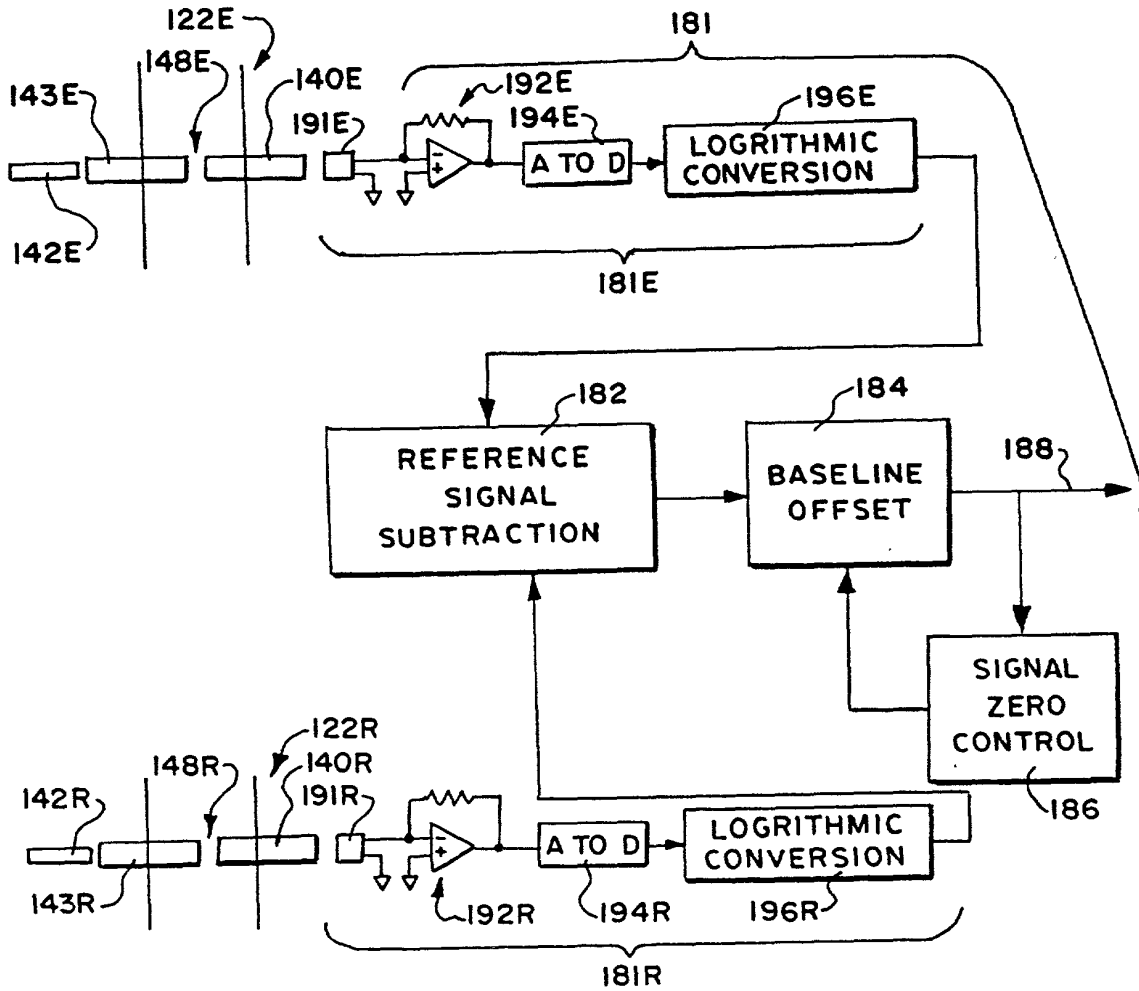 122E
181
148E
143E
140E
192E
196E
191E
194E
A TO D
LOGRITHMIC
CONVERSION
−
+
142E
181E
182
184
REFERENCE
SIGNAL
SUBTRACTION
BASELINE
OFFSET
188
SIGNAL
ZERO
CONTROL
186
122R
148R
140R
142R
191R
−
+
A TO D
LOGRITHMIC
CONVERSION
143R
192R
194R
196R
181R